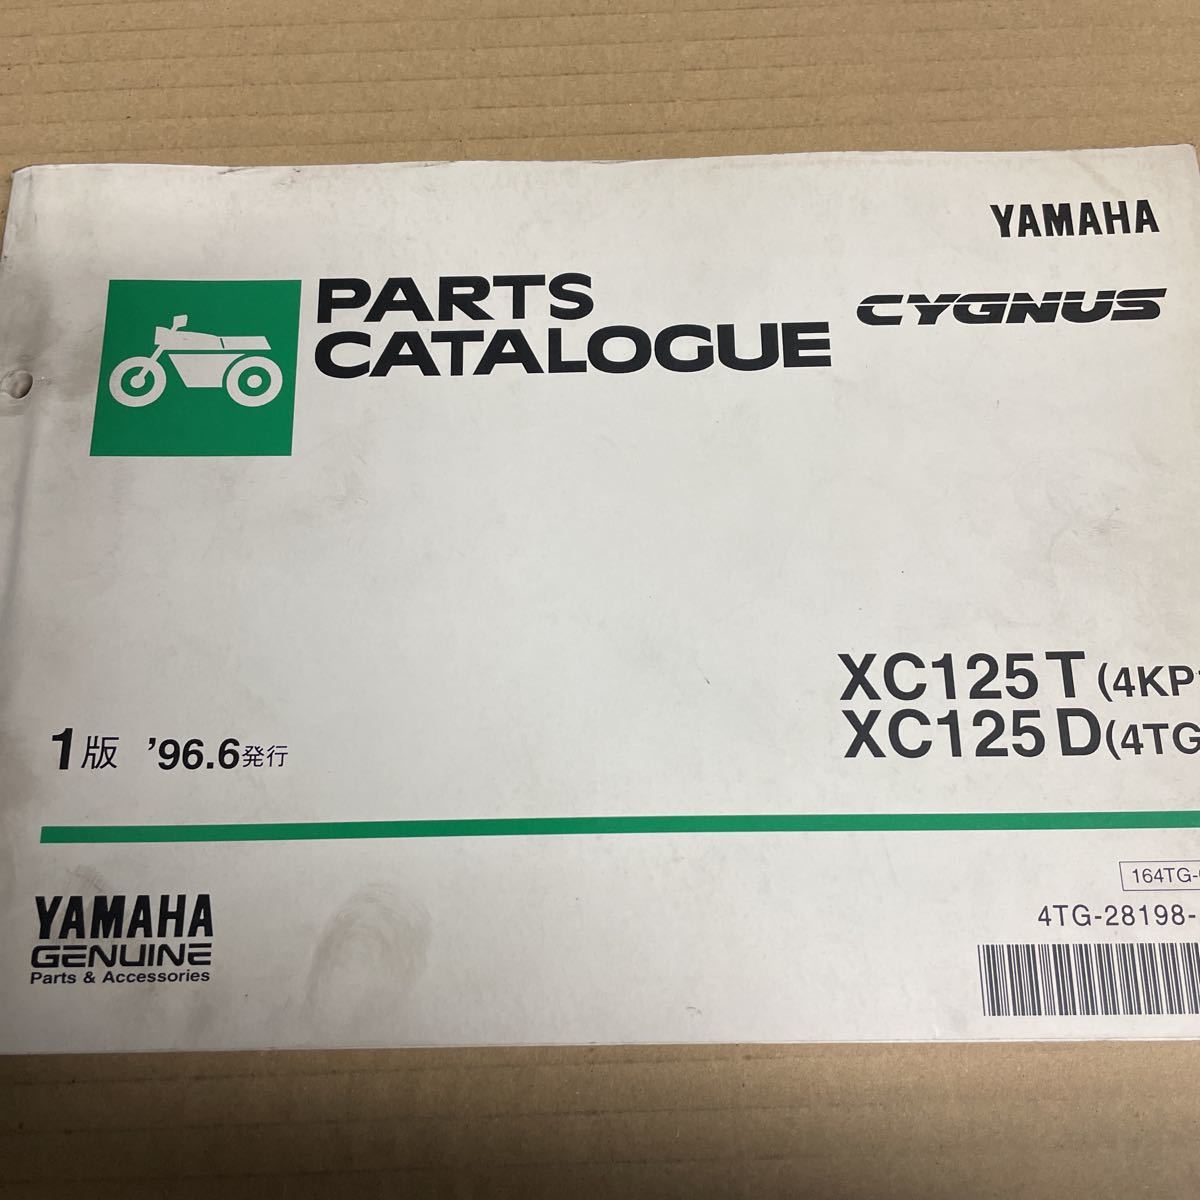 YAMAHA
PARTS
CATALOGUE
CYGNUS
XC125T (4KP
XC125D (4TG
1版 '96.6発行
164TG-
4TG-28198-
YAMAHA
GENUINE
Parts & Accessories